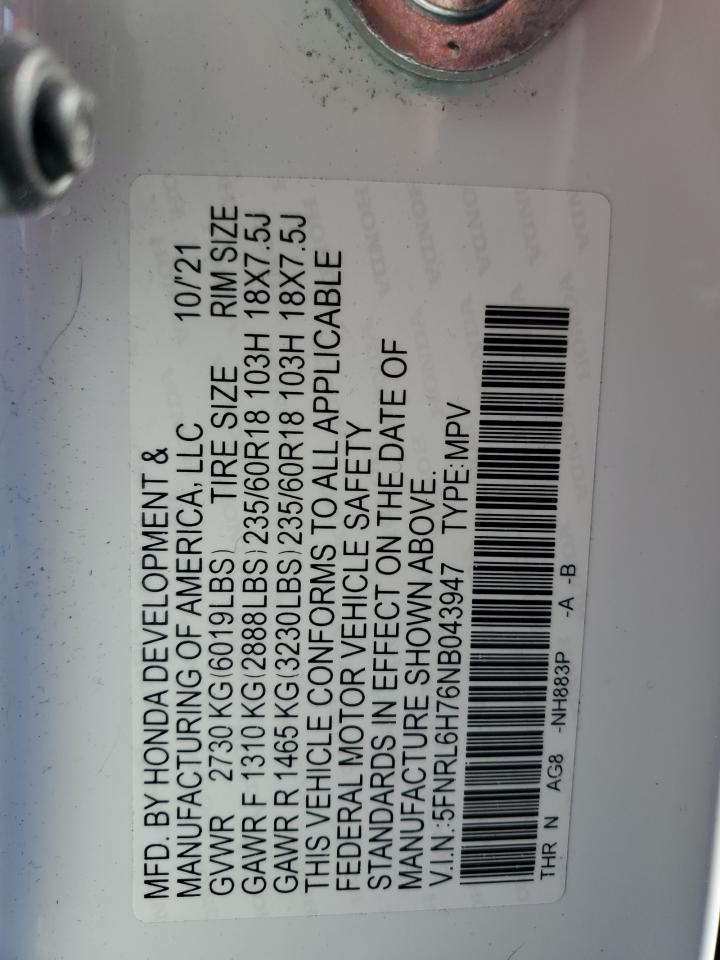 MFD. BY HONDA DEVELOPMENT &
MANUFACTURING OF AMERICA, LLC 10/'21
GVWR 2730 KG(6019LBS) TIRE SIZE RIM SIZE
GAWR F 1310 KG(2888LBS)235/60R18 103H 18X7.5J
GAWR R 1465 KG(3230LBS)235/60R18 103H 18X7.5J
THIS VEHICLE CONFORMS TO ALL APPLICABLE
FEDERAL MOTOR VEHICLE SAFETY
STANDARDS IN EFFECT ON THE DATE OF
MANUFACTURE SHOWN ABOVE.
V.I.N.:5FNRL6H76NB043947 TYPE:MPV
THR N AG8 -NH883P -A -B